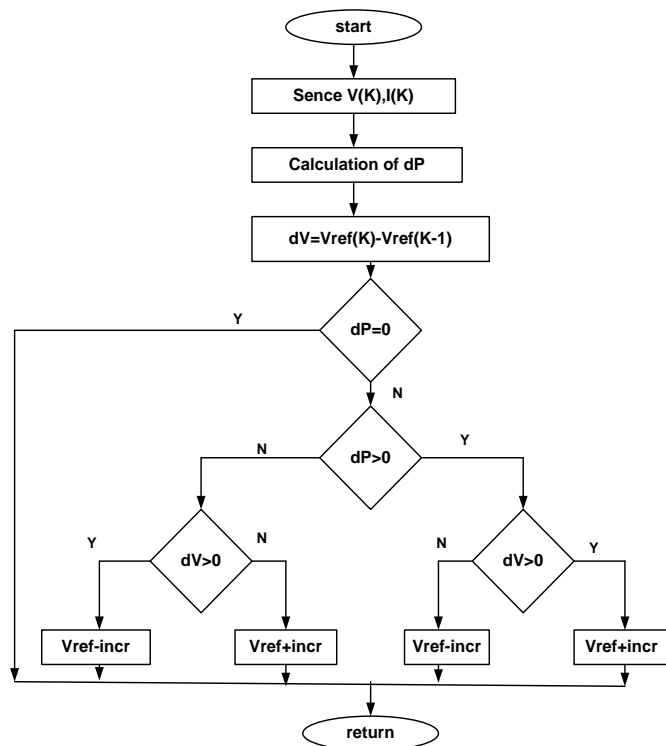 start
Sence V(K),I(K)
Calculation of dP
dV=Vref(K)-Vref(K-1)
Y
dP=0
N
N
dP>0
Y
Y
dV>0
N
N
dV>0
Y
Vref-incr
Vref+incr
Vref-incr
Vref+incr
return